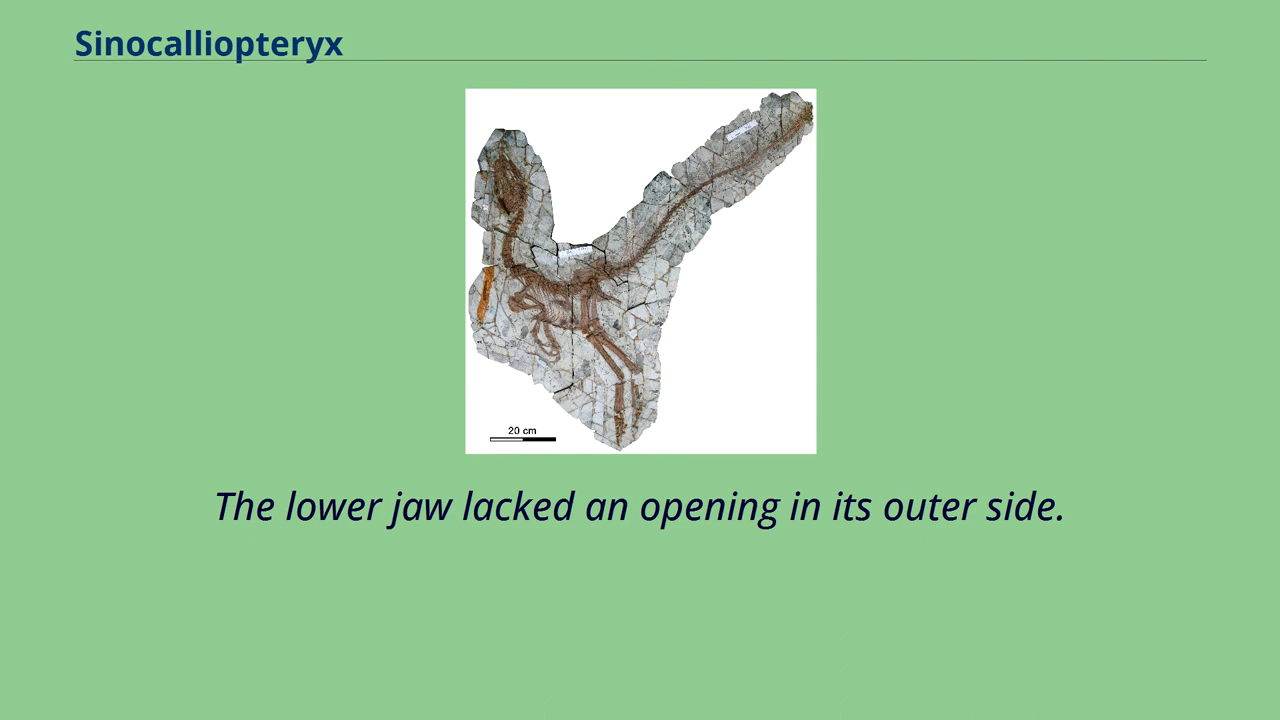 Sinocalliopteryx
20 cm
The lower jaw lacked an opening in its outer side.